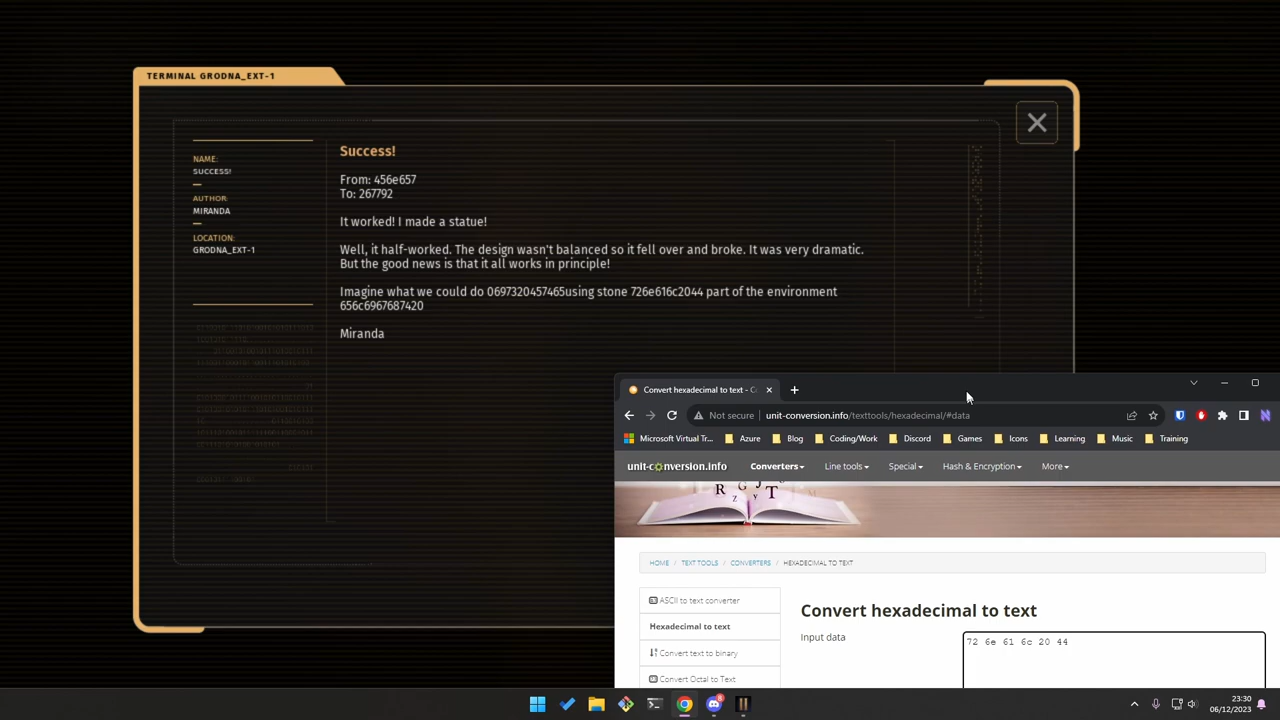 TERMINAL GRODNA_EXT-1
NAME:
SUCCESS!
AUTHOR:
MIRANDA
LOCATION:
GRODNA_EXT-1
Success!
From: 456e657
To: 267792
It worked! I made a statue!
Well, it half-worked. The design wasn't balanced so it fell over and broke. It was very dramatic.
But the good news is that it all works in principle!
Imagine what we could do 0697320457465using stone 726e616c2044 part of the environment
656c6967687420
Miranda
Convert hexadecimal to text - Co
Not secure
unit-conversion.info/texttools/hexadecimal/#data
Microsoft Virtual Tr...
Azure
Blog
Coding/Work
Discord
Games
Icons
Learning
Music
Training
unit-conversion.info
Converters
Line tools
Special
Hash & Encryption
More
R G J T
Z Y
HOME / TEXT TOOLS / CONVERTERS / HEXADECIMAL TO TEXT
ASCII to text converter
Hexadecimal to text
Convert text to binary
Convert Octal to Text
Convert hexadecimal to text
Input data
72 6e 61 6c 20 44
23:30
06/12/2023